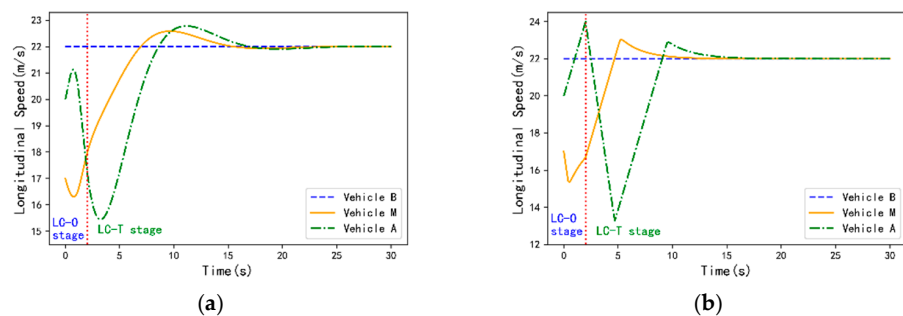 Longitudinal Speed(m/s)
23
22
21
20
19
18
17
16
15
LC-O
stage
LC-T stage
Vehicle B
Vehicle M
Vehicle A
0
5
10
15
20
25
30
Time(s)
(a)
Longitudinal Speed(m/s)
24
22
20
18
16
14
12
LC-O
stage
LC-T stage
Vehicle B
Vehicle M
Vehicle A
0
5
10
15
20
25
30
Time(s)
(b)